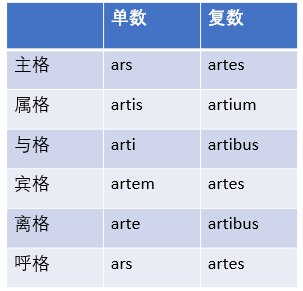 单数 复数
主格 ars artes
属格 artis artium
与格 arti artibus
宾格 artem artes
离格 arte artibus
呼格 ars artes